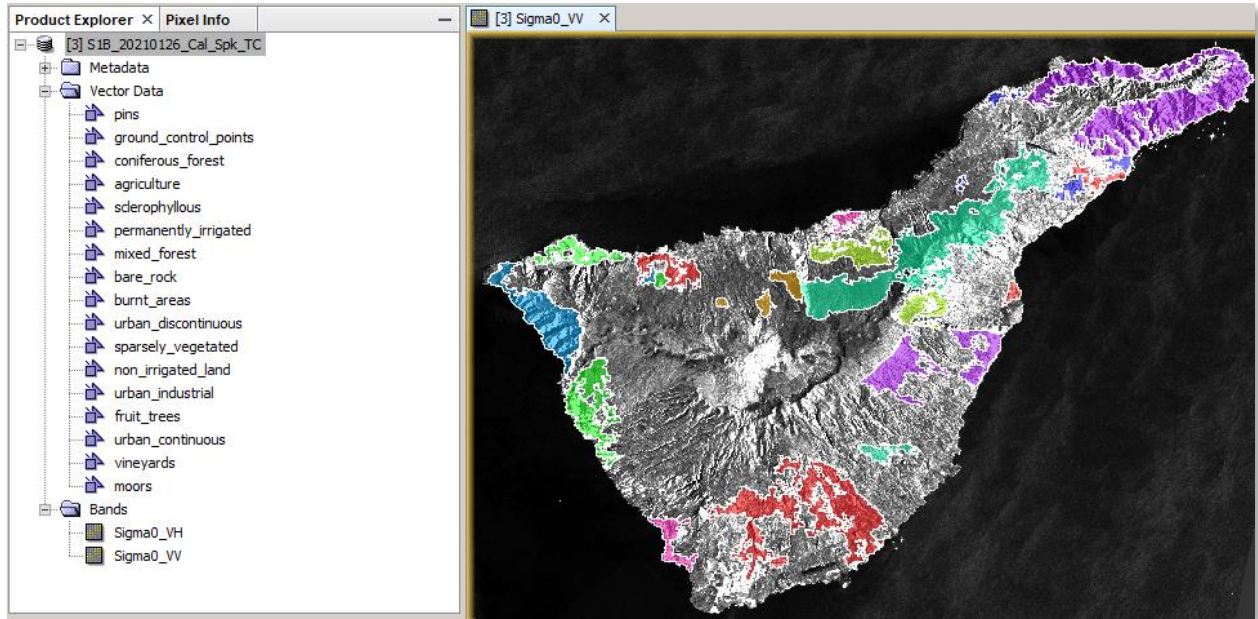 Product Explorer × Pixel Info
[3] Sigma0_VV ×
[3] S1B_20210126_Cal_Spk_TC
Metadata
Vector Data
pins
ground_control_points
coniferous_forest
agriculture
sclerophyllous
permanently_irrigated
mixed_forest
bare_rock
burnt_areas
urban_discontinuous
sparsely_vegetated
non_irrigated_land
urban_industrial
fruit_trees
urban_continuous
vineyards
moors
Bands
Sigma0_VH
Sigma0_VV